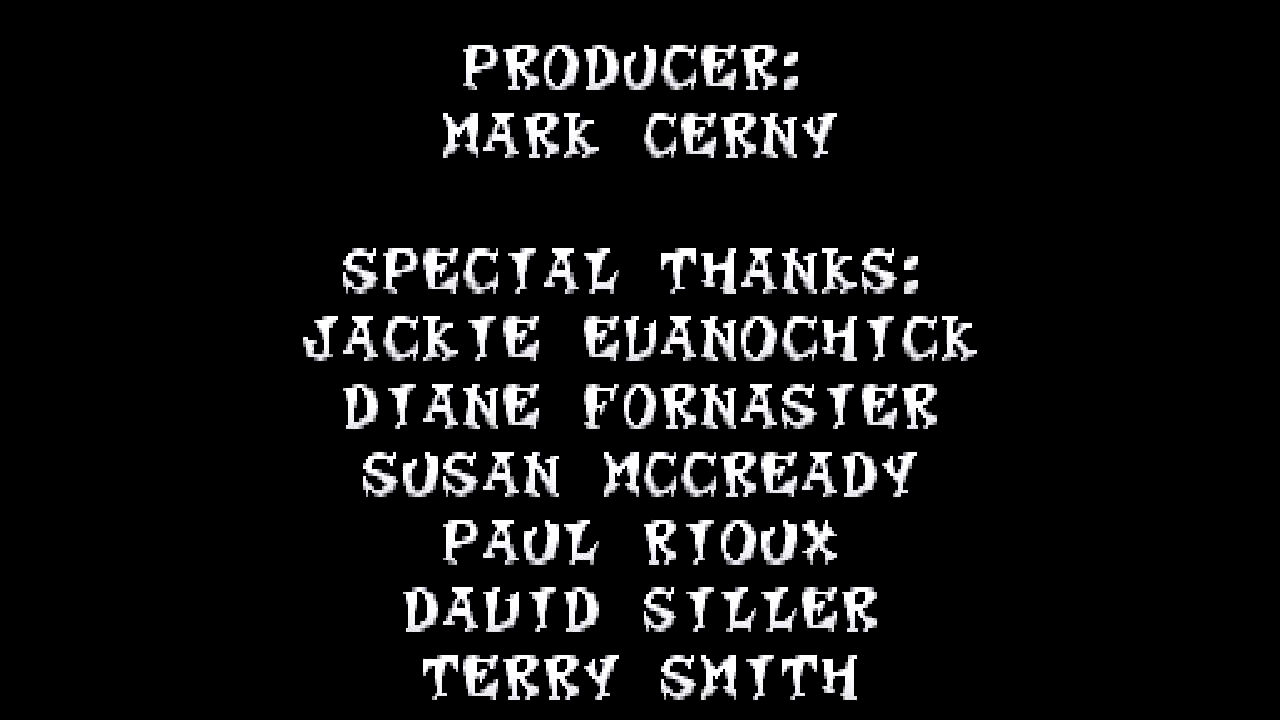 PRODUCER:
MARK CERNY
SPECIAL THANKS:
JACKIE EVANOCHICK
DIANE FORNASIER
SUSAN MCCREADY
PAUL RIOUX
DAVID SILLER
TERRY SMITH